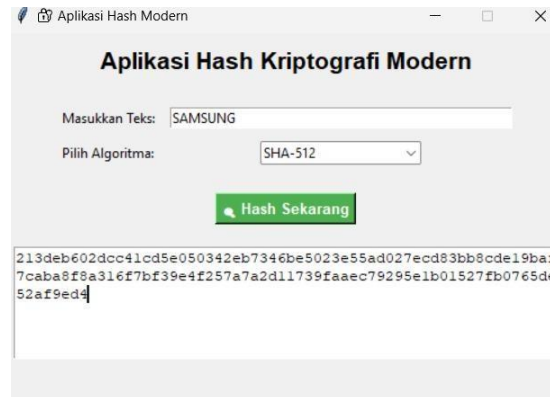 Aplikasi Hash Modern
Aplikasi Hash Kriptografi Modern
Masukkan Teks: SAMSUNG
Pilih Algoritma: SHA-512
Hash Sekarang
213deb602dcc41cd5e050342eb7346be5023e55ad027ecd83bb8cde19ba
7caba8f8a316f7bf39e4f257a7a2d11739faaec79295e1b01527fb0765d
52af9ed4